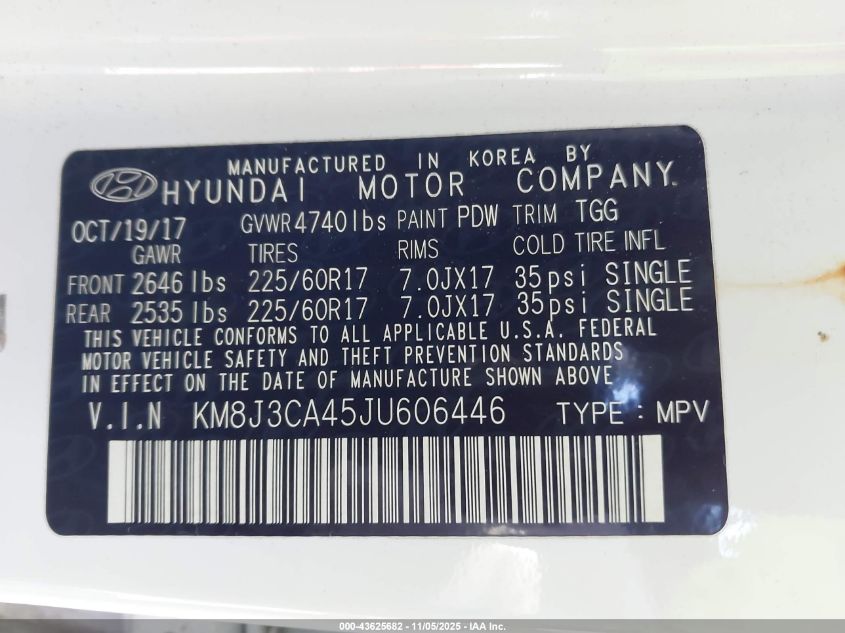 MANUFACTURED IN KOREA BY
HYUNDAI MOTOR COMPANY.
OCT/19/17 GVWR 4740lbs PAINT PDW TRIM TGG
GAWR TIRES RIMS COLD TIRE INFL
FRONT 2646 lbs 225/60R17 7.0JX17 35psi SINGLE
REAR 2535 lbs 225/60R17 7.0JX17 35psi SINGLE
THIS VEHICLE CONFORMS TO ALL APPLICABLE U.S.A. FEDERAL
MOTOR VEHICLE SAFETY AND THEFT PREVENTION STANDARDS
IN EFFECT ON THE DATE OF MANUFACTURE SHOWN ABOVE
V.I.N KM8J3CA45JU606446 TYPE : MPV
000-43625682 - 11/05/2025 - IAA Inc.